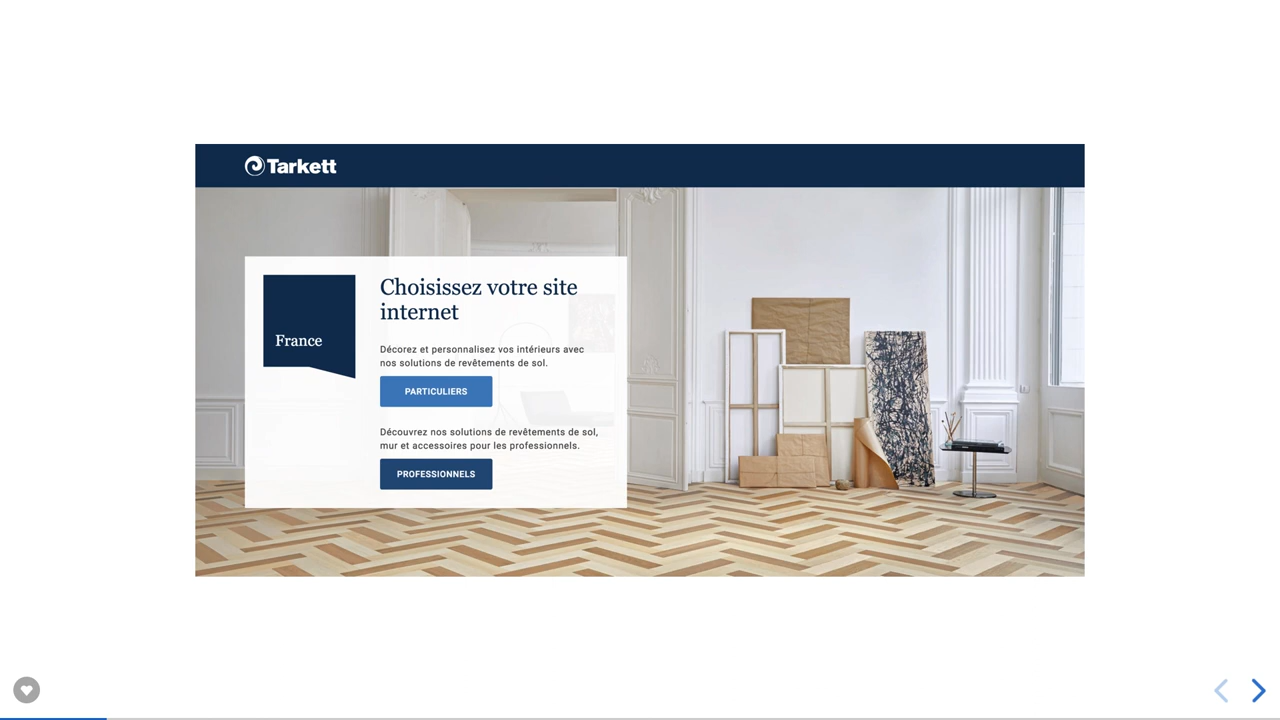 Tarkett
France
Choisissez votre site
internet
Décorez et personnalisez vos intérieurs avec
nos solutions de revêtements de sol.
PARTICULIERS
Découvrez nos solutions de revêtements de sol,
mur et accessoires pour les professionnels.
PROFESSIONNELS